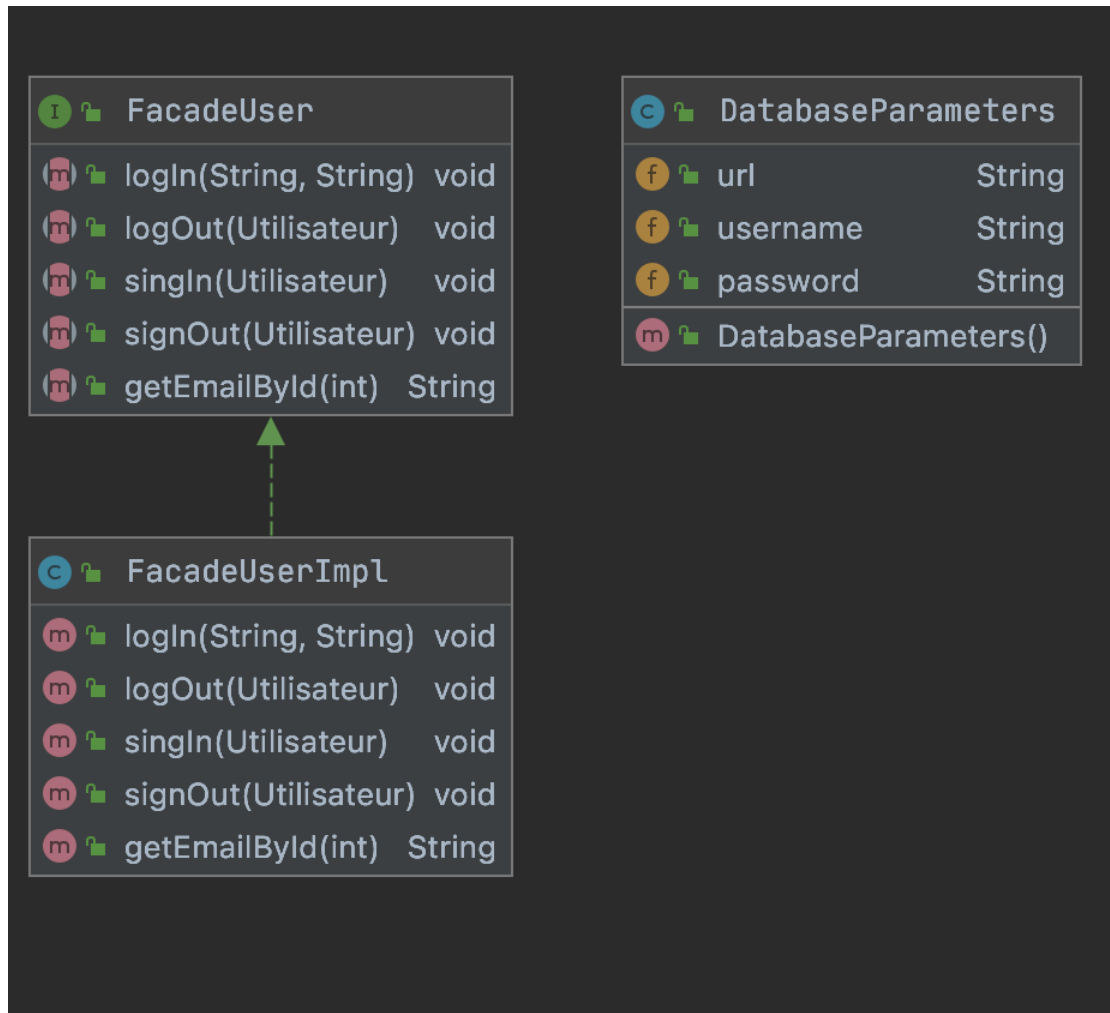 I FacadeUser
m logIn(String, String) void
m logOut(Utilisateur) void
m singIn(Utilisateur) void
m signOut(Utilisateur) void
m getEmailById(int) String
C DatabaseParameters
f url String
f username String
f password String
m DatabaseParameters()
C FacadeUserImpl
m logIn(String, String) void
m logOut(Utilisateur) void
m singIn(Utilisateur) void
m signOut(Utilisateur) void
m getEmailById(int) String